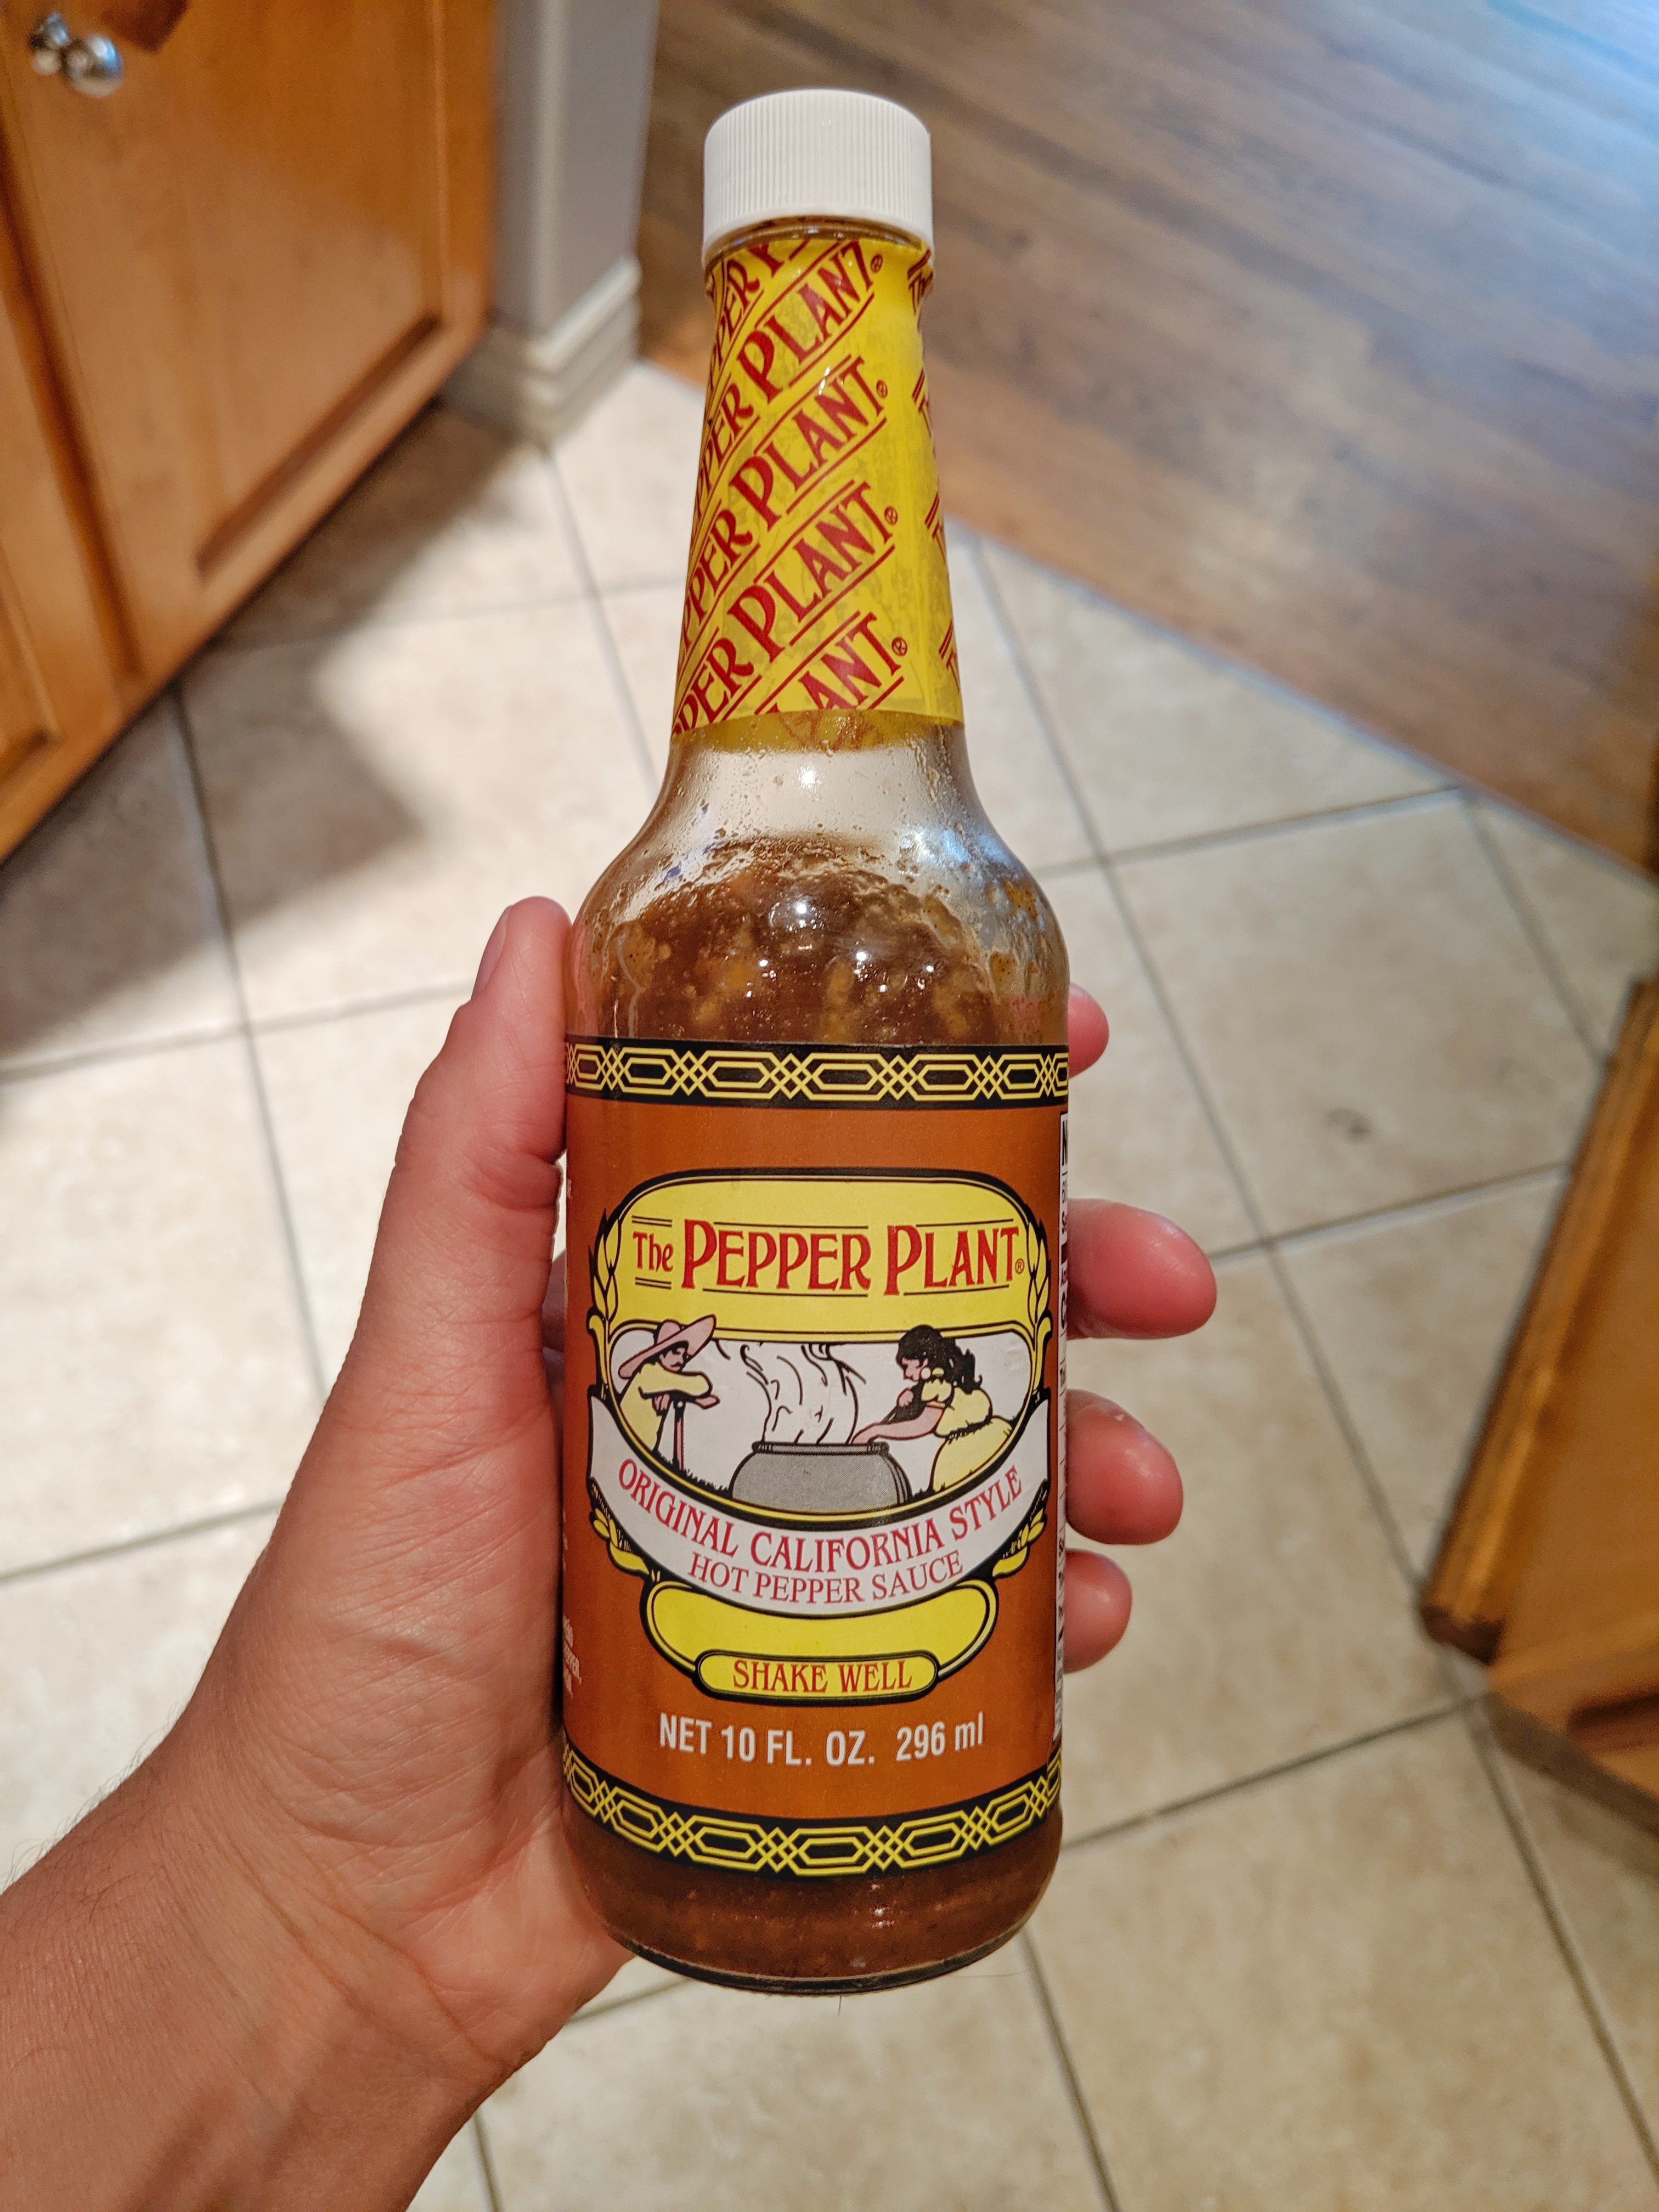 PEPPER PLANT®
PEPPER PLANT®
PEPPER PLANT®
PLANT®
The PEPPER PLANT®
ORIGINAL CALIFORNIA STYLE
HOT PEPPER SAUCE
SHAKE WELL
NET 10 FL. OZ. 296 ml